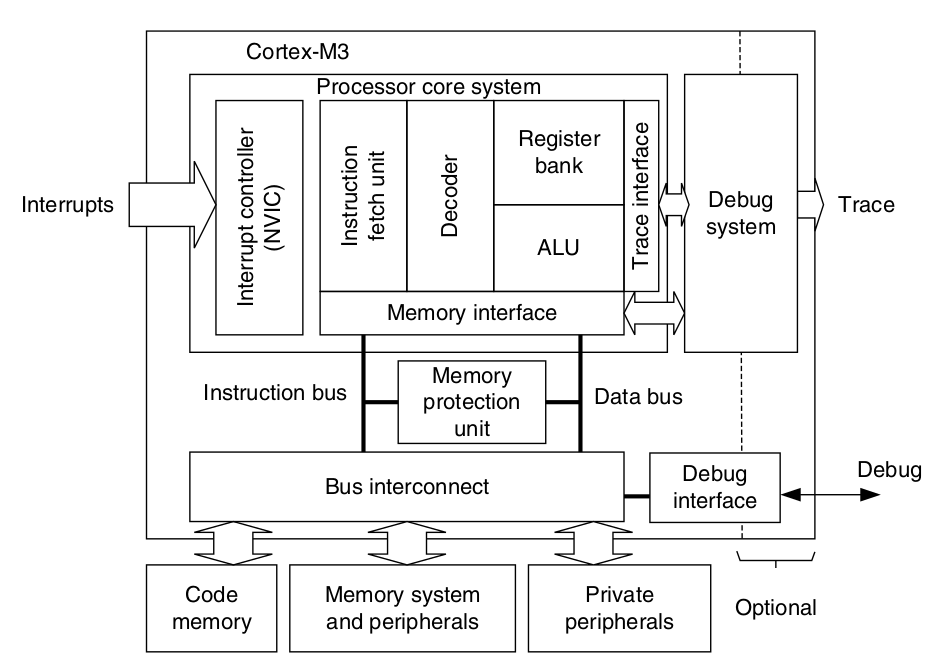 Cortex-M3
Processor core system
Interrupts
Interrupt controller
(NVIC)
Instruction
fetch unit
Decoder
Register
bank
ALU
Trace interface
Memory interface
Debug
system
Trace
Instruction bus
Memory
protection
unit
Data bus
Bus interconnect
Debug
interface
Debug
Code
memory
Memory system
and peripherals
Private
peripherals
Optional